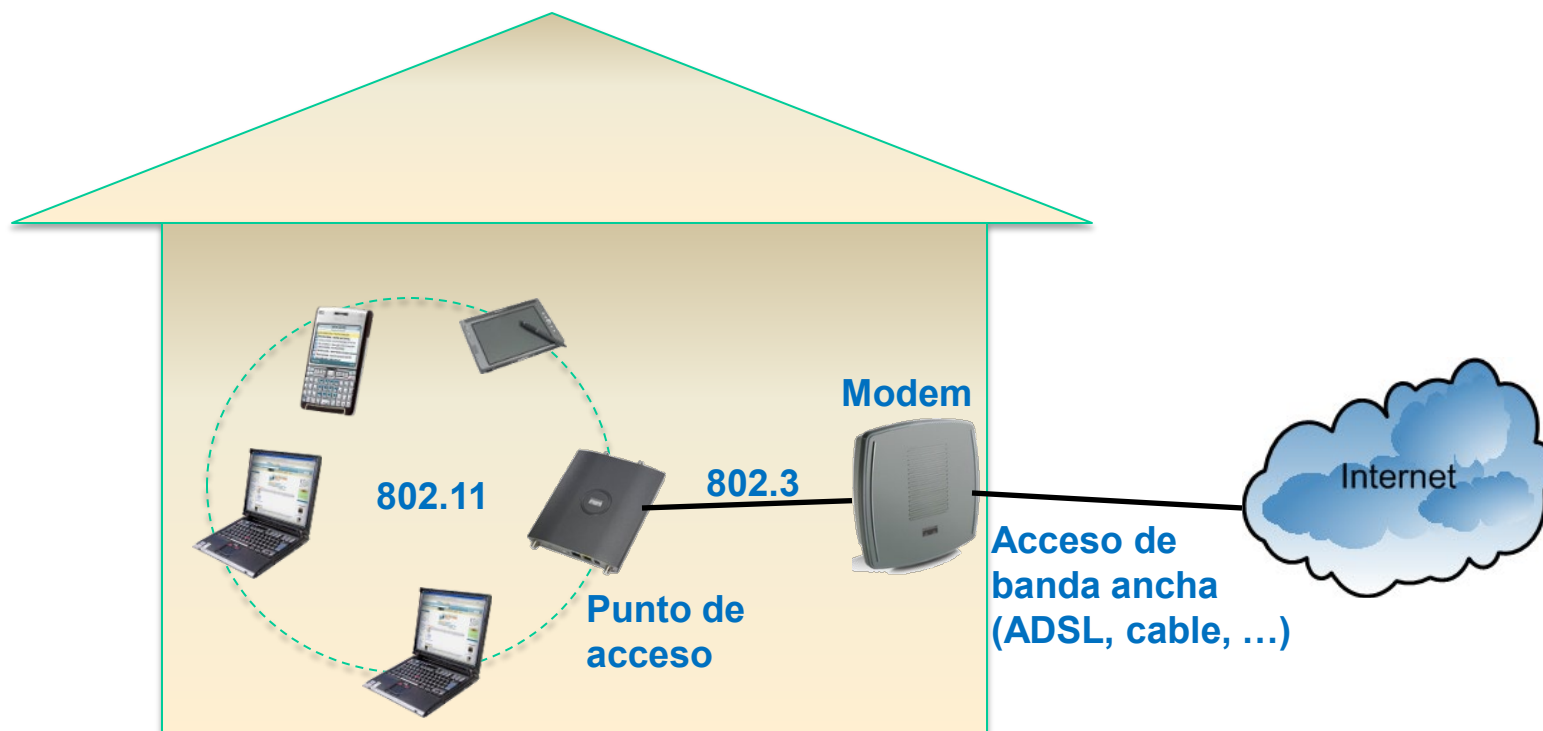 Modem
802.11
802.3
Internet
Punto de
acceso
Acceso de
banda ancha
(ADSL, cable, …)